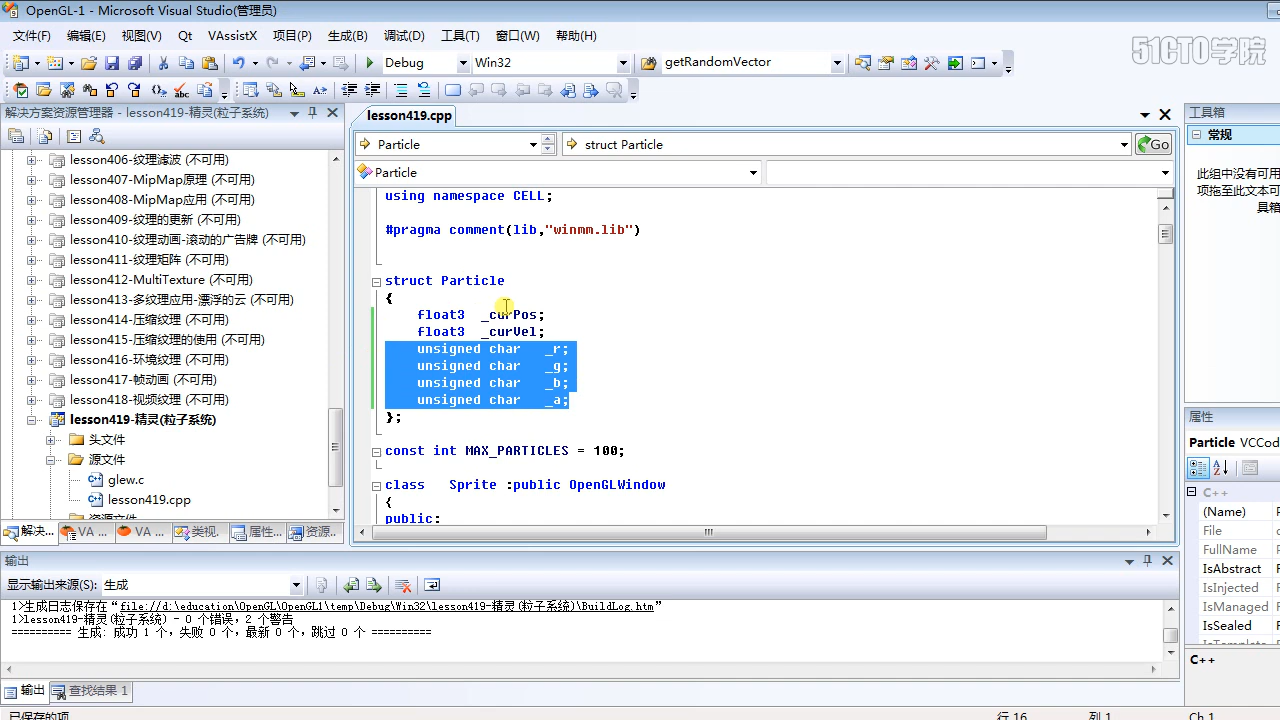 OpenGL-1 - Microsoft Visual Studio(管理员)
文件(F) 编辑(E) 视图(V) Qt VAssistX 项目(P) 生成(B) 调试(D) 工具(T) 窗口(W) 帮助(H)
51CTO学院
Debug Win32 getRandomVector
解决方案资源管理器 - lesson419-精灵(粒子系统)
lesson406-纹理滤波 (不可用)
lesson407-MipMap原理 (不可用)
lesson408-MipMap应用 (不可用)
lesson409-纹理的更新 (不可用)
lesson410-纹理动画-滚动的广告牌 (不可用)
lesson411-纹理矩阵 (不可用)
lesson412-MultiTexture (不可用)
lesson413-多纹理应用-漂浮的云 (不可用)
lesson414-压缩纹理 (不可用)
lesson415-压缩纹理的使用 (不可用)
lesson416-环境纹理 (不可用)
lesson417-帧动画 (不可用)
lesson418-视频纹理 (不可用)
lesson419-精灵(粒子系统)
头文件
源文件
glew.c
lesson419.cpp
资源文件
解决... VA ... VA ... 类视.. 属性... 资源..
lesson419.cpp
Particle struct Particle Go
Particle
using namespace CELL;
#pragma comment(lib,"winmm.lib")
struct Particle
{
float3 _curPos;
float3 _curVel;
unsigned char _r;
unsigned char _g;
unsigned char _b;
unsigned char _a;
};
const int MAX_PARTICLES = 100;
class Sprite :public OpenGLWindow
{
public:
工具箱
常规
此组中没有可用
项拖至此文本可
具箱
属性
Particle VCCod
C++
(Name)
File
FullName
IsAbstract
IsInjected
IsManaged
IsSealed
IsTemplate
C++
输出
显示输出来源(S): 生成
1>生成日志保存在“file://d:\education\OpenGL\OpenGL1\temp\Debug\Win32\lesson419-精灵(粒子系统)\BuildLog.htm”
1>lesson419-精灵(粒子系统) - 0 个错误，2 个警告
========== 生成: 成功 1 个，失败 0 个，最新 0 个，跳过 0 个 ==========
输出 查找结果 1
已保存的项 行 16 列 1 Ch 1